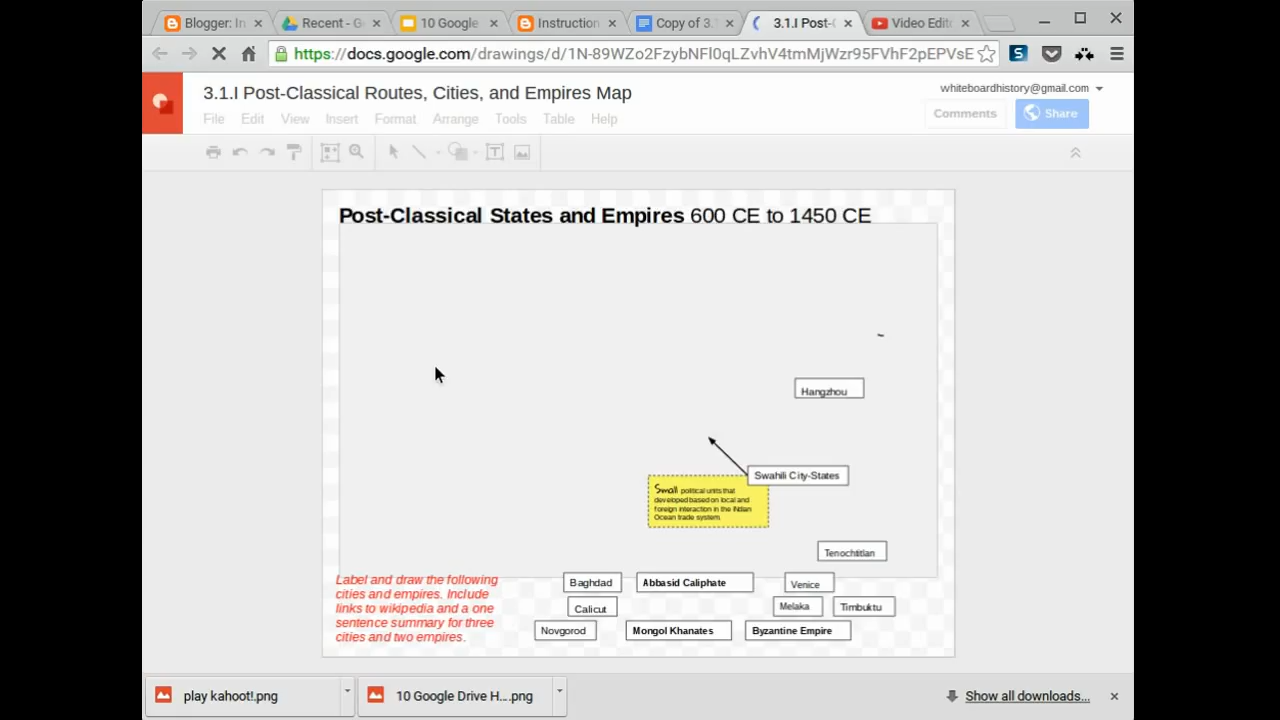 Blogger: In
Recent - G
10 Google
Instruction
Copy of 3.1
3.1.I Post-C
Video Edit
https://docs.google.com/drawings/d/1N-89WZo2FzybNFl0qLZvhV4tmMjWzr95FVhF2pEPVsE
3.1.I Post-Classical Routes, Cities, and Empires Map
whiteboardhistory@gmail.com
File Edit View Insert Format Arrange Tools Table Help
Comments
Share
Post-Classical States and Empires 600 CE to 1450 CE
~
Hangzhou
Swahili City-States
Small political units that
developed based on local and
foreign interaction in the Indian
Ocean trade system.
Tenochtitlan
Label and draw the following
cities and empires. Include
links to wikipedia and a one
sentence summary for three
cities and two empires.
Baghdad
Abbasid Caliphate
Venice
Calicut
Melaka
Timbuktu
Novgorod
Mongol Khanates
Byzantine Empire
play kahoot!.png
10 Google Drive H....png
Show all downloads...